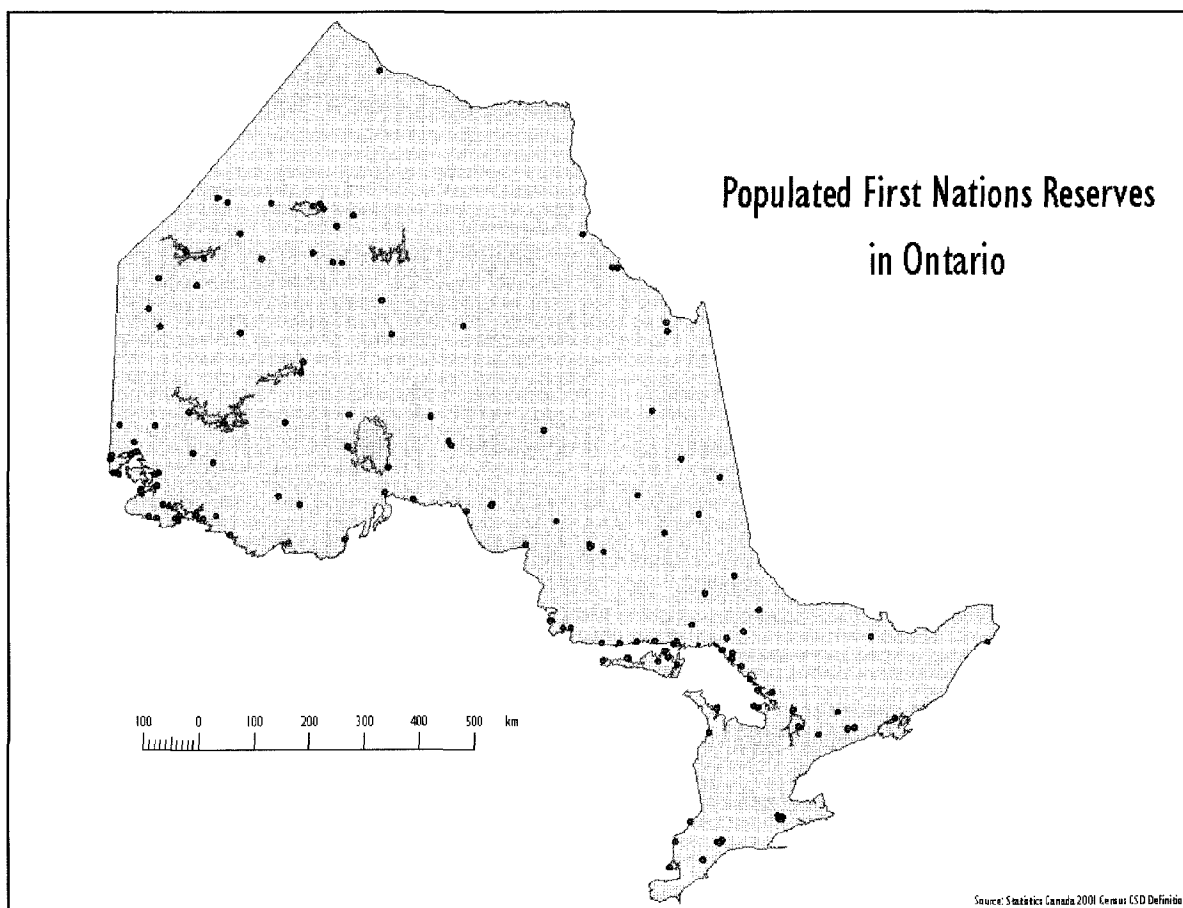 Populated First Nations Reserves
in Ontario
100 0 100 200 300 400 500 km
Source: Statistics Canada 2001 Census CSD Definitio